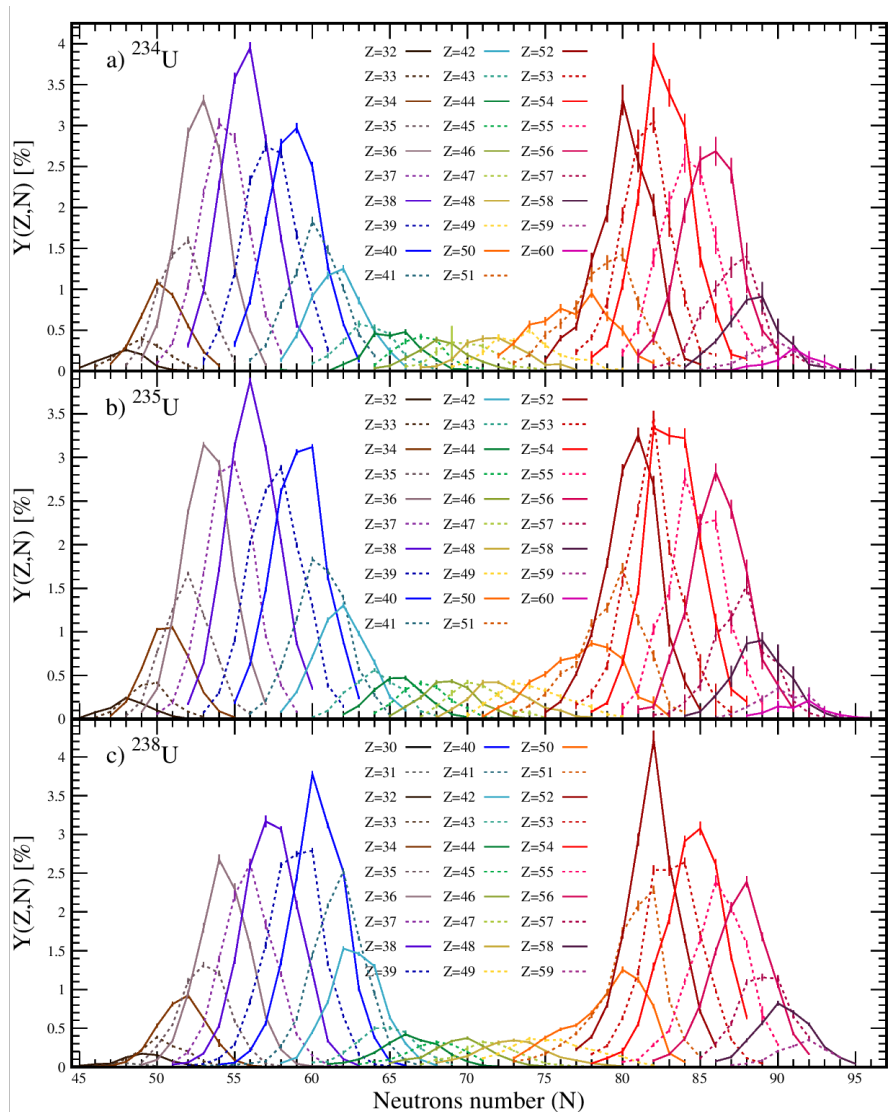 a) ²³⁴U
Y(Z,N) [%]
4
3.5
3
2.5
2
1.5
1
0.5
0
Z=32 Z=42 Z=52
Z=33 Z=43 Z=53
Z=34 Z=44 Z=54
Z=35 Z=45 Z=55
Z=36 Z=46 Z=56
Z=37 Z=47 Z=57
Z=38 Z=48 Z=58
Z=39 Z=49 Z=59
Z=40 Z=50 Z=60
Z=41 Z=51
b) ²³⁵U
Y(Z,N) [%]
3.5
3
2.5
2
1.5
1
0.5
0
Z=32 Z=42 Z=52
Z=33 Z=43 Z=53
Z=34 Z=44 Z=54
Z=35 Z=45 Z=55
Z=36 Z=46 Z=56
Z=37 Z=47 Z=57
Z=38 Z=48 Z=58
Z=39 Z=49 Z=59
Z=40 Z=50 Z=60
Z=41 Z=51
c) ²³⁸U
Y(Z,N) [%]
4
3.5
3
2.5
2
1.5
1
0.5
0
Z=30 Z=40 Z=50
Z=31 Z=41 Z=51
Z=32 Z=42 Z=52
Z=33 Z=43 Z=53
Z=34 Z=44 Z=54
Z=35 Z=45 Z=55
Z=36 Z=46 Z=56
Z=37 Z=47 Z=57
Z=38 Z=48 Z=58
Z=39 Z=49 Z=59
45 50 55 60 65 70 75 80 85 90 95
Neutrons number (N)